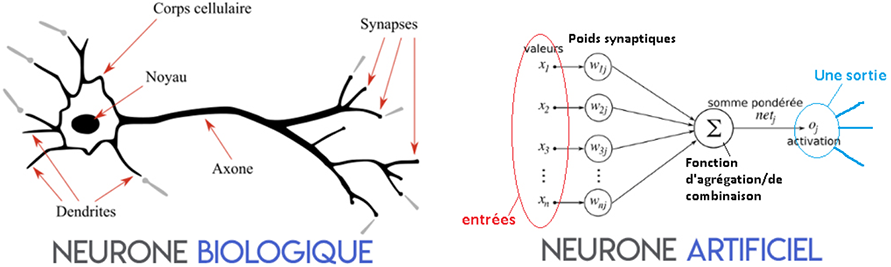 Corps cellulaire
Synapses
Noyau
Axone
Dendrites
NEURONE BIOLOGIQUE
valeurs
Poids synaptiques
x1
w1j
x2
w2j
x3
w3j
⋮ ⋮
xn
wnj
entrées
Σ
somme pondérée
netj
Fonction
d'agrégation/de
combinaison
Une sortie
oj
activation
NEURONE ARTIFICIEL